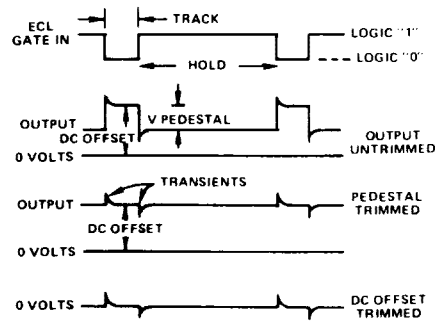 TRACK
ECL
GATE IN
LOGIC "1"
LOGIC "0"
HOLD
V PEDESTAL
OUTPUT
DC OFFSET
OUTPUT
UNTRIMMED
0 VOLTS
TRANSIENTS
OUTPUT
PEDESTAL
TRIMMED
DC OFFSET
0 VOLTS
0 VOLTS
DC OFFSET
TRIMMED